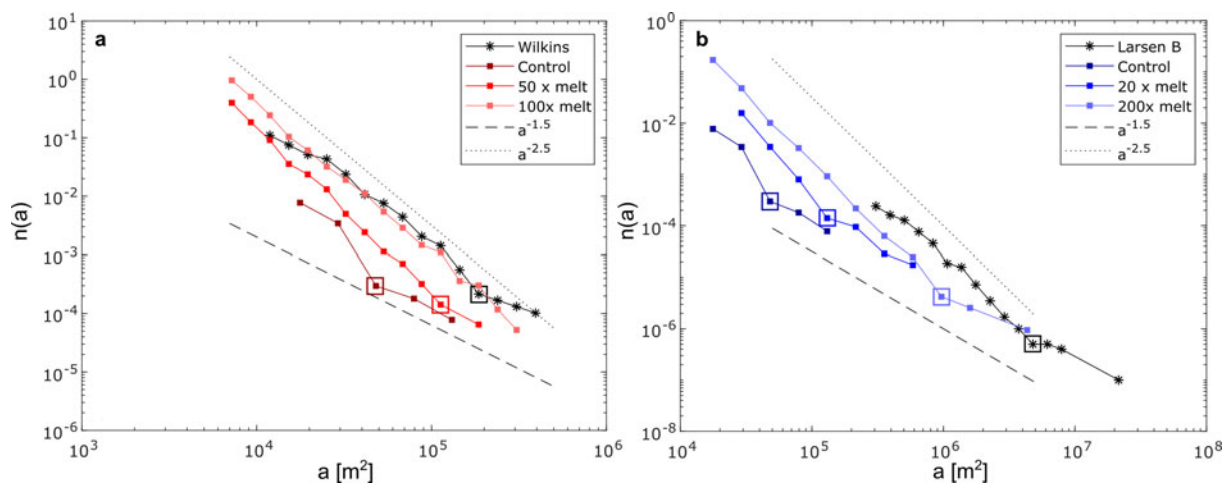 a
n(a)
10^1
10^0
10^-1
10^-2
10^-3
10^-4
10^-5
10^-6
10^3
10^4
10^5
10^6
a [m^2]
Wilkins
Control
50 x melt
100x melt
a^-1.5
a^-2.5
b
n(a)
10^0
10^-2
10^-4
10^-6
10^-8
10^4
10^5
10^6
10^7
10^8
a [m^2]
Larsen B
Control
20 x melt
200x melt
a^-1.5
a^-2.5